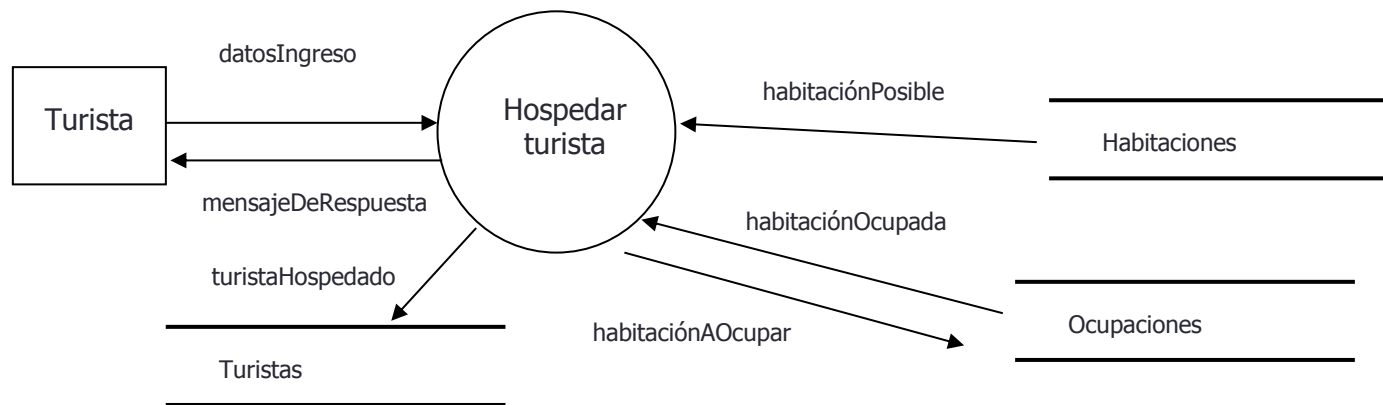 datosIngreso
Turista
Hospedar
turista
habitaciónPosible
Habitaciones
mensajeDeRespuesta
habitaciónOcupada
turistaHospedado
habitaciónAOcupar
Ocupaciones
Turistas